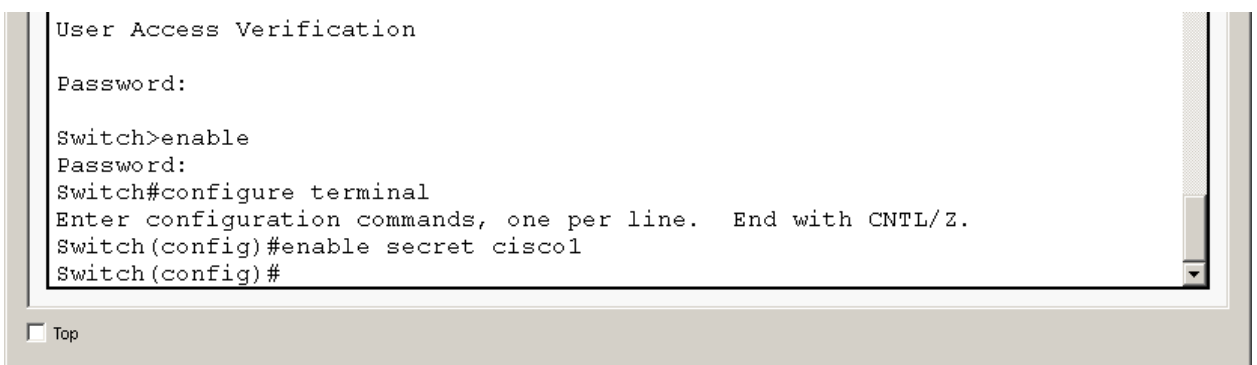 User Access Verification
Password:
Switch>enable
Password:
Switch#configure terminal
Enter configuration commands, one per line.  End with CNTL/Z.
Switch(config)#enable secret cisco1
Switch(config)#
Top